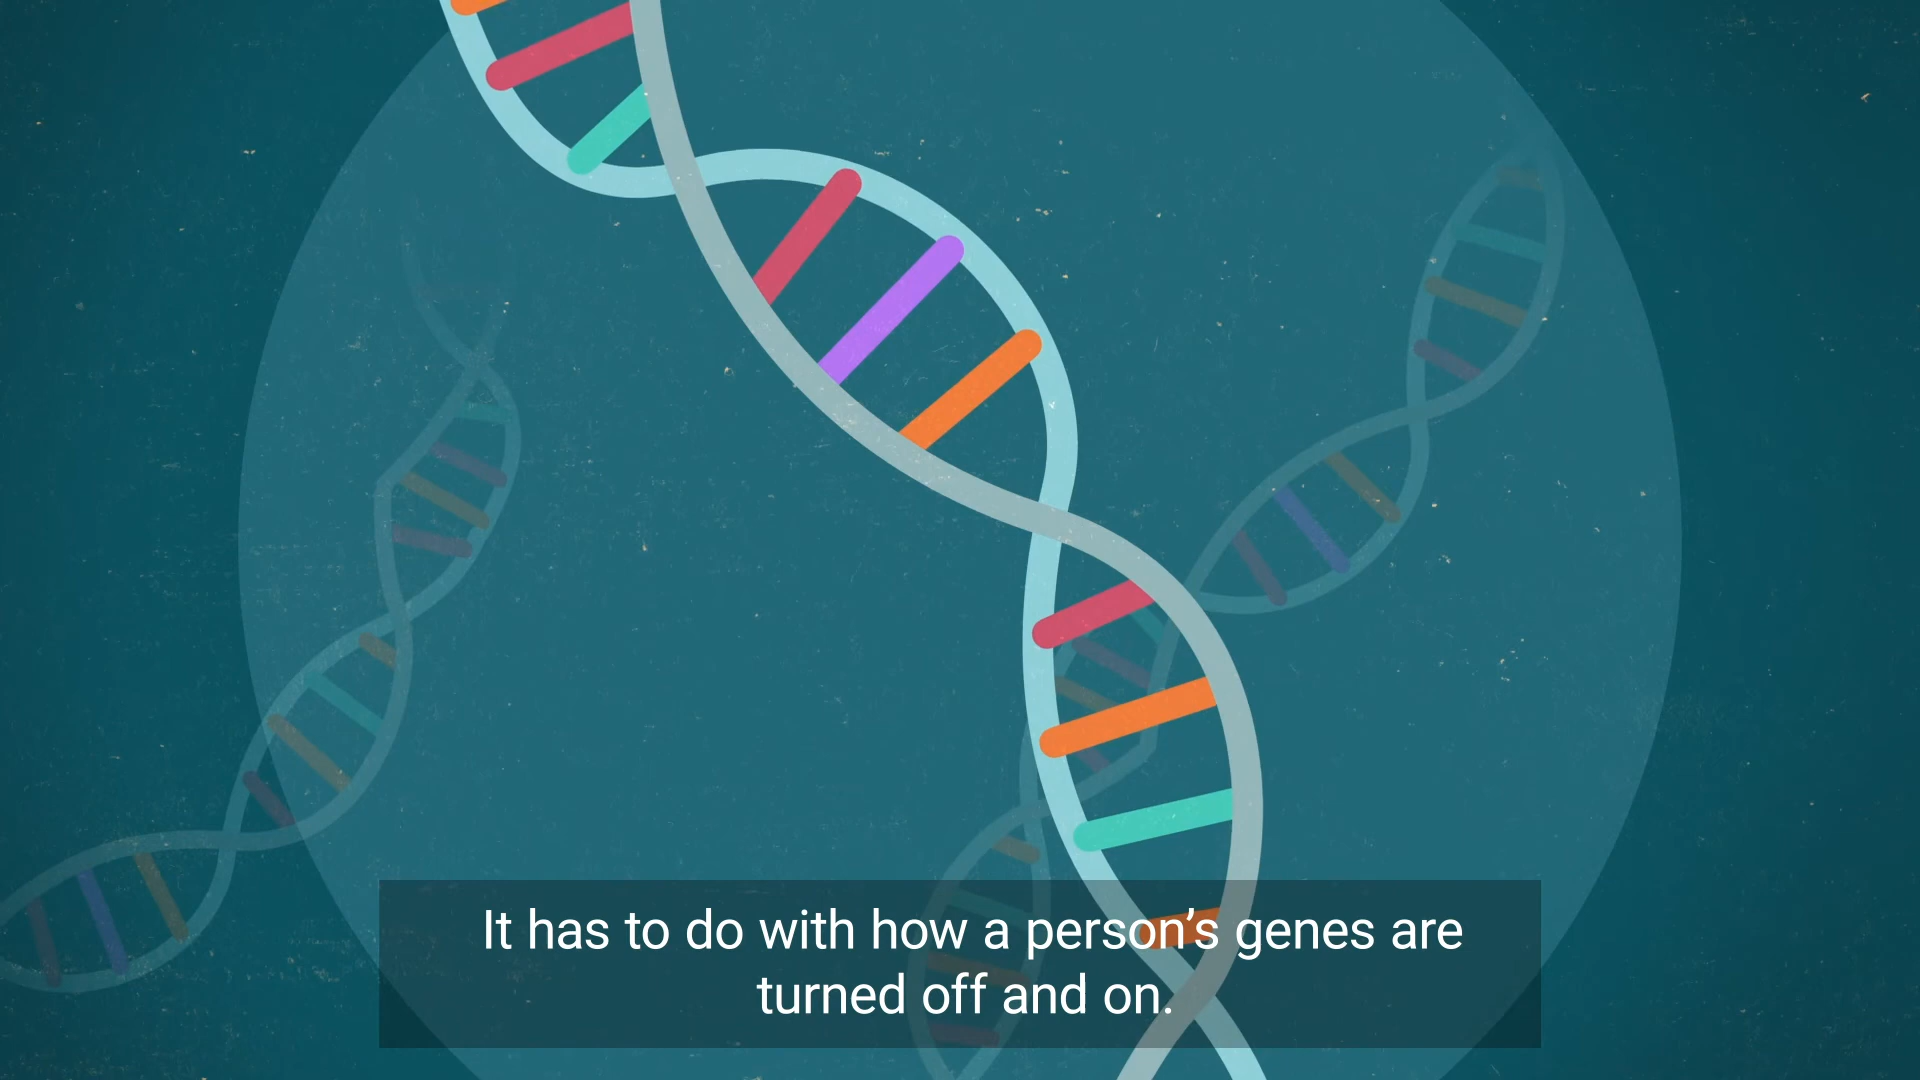 It has to do with how a person’s genes are
turned off and on.